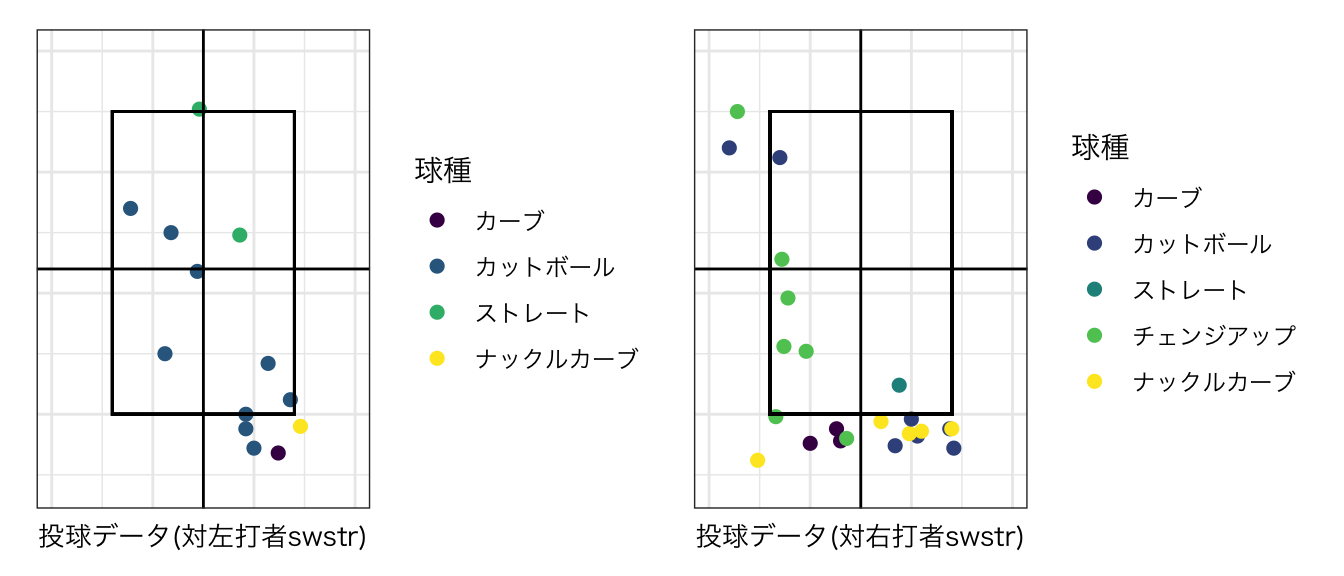 球種
カーブ
カットボール
ストレート
ナックルカーブ
投球データ(対左打者swstr)
球種
カーブ
カットボール
ストレート
チェンジアップ
ナックルカーブ
投球データ(対右打者swstr)